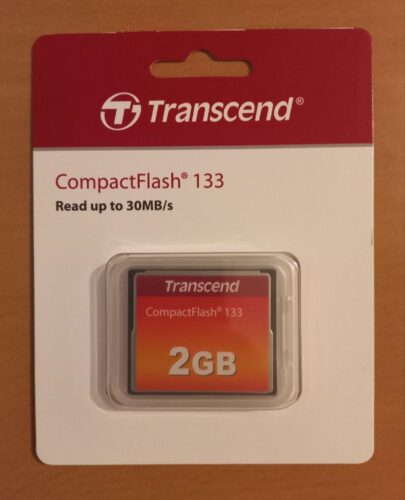 Transcend®
CompactFlash® 133
Read up to 30MB/s
Transcend
CompactFlash® 133
2GB